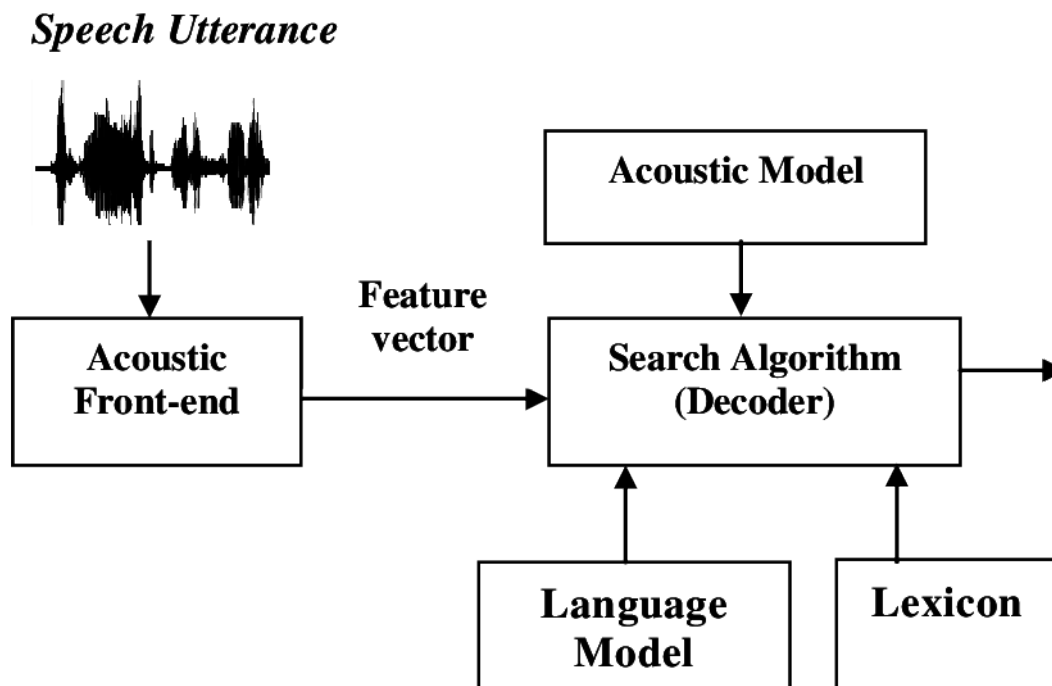 Speech Utterance
Acoustic Model
Feature
vector
Acoustic
Front-end
Search Algorithm
(Decoder)
Language
Model
Lexicon